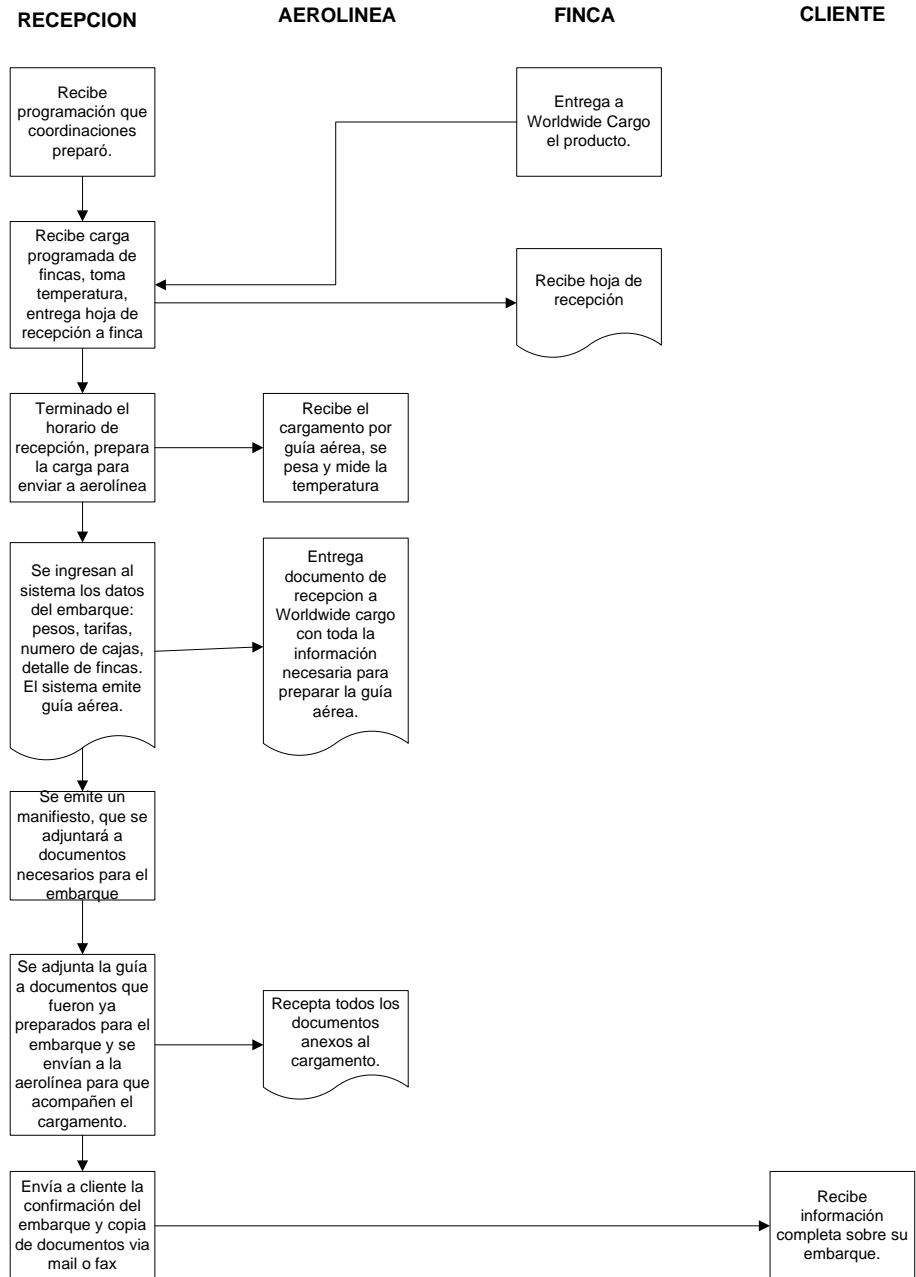 RECEPCION
AEROLINEA
FINCA
CLIENTE
Recibe
programación que
coordinaciones
preparó.
Entrega a
Worldwide Cargo
el producto.
Recibe carga
programada de
fincas, toma
temperatura,
entrega hoja de
recepción a finca
Recibe hoja de
recepción
Terminado el
horario de
recepción, prepara
la carga para
enviar a aerolínea
Recibe el
cargamento por
guía aérea, se
pesa y mide la
temperatura
Se ingresan al
sistema los datos
del embarque:
pesos, tarifas,
numero de cajas,
detalle de fincas.
El sistema emite
guía aérea.
Entrega
documento de
recepcion a
Worldwide cargo
con toda la
información
necesaria para
preparar la guía
aérea.
Se emite un
manifiesto, que se
adjuntará a
documentos
necesarios para el
embarque
Se adjunta la guía
a documentos que
fueron ya
preparados para el
embarque y se
envían a la
aerolínea para que
acompañen el
cargamento.
Recepta todos los
documentos
anexos al
cargamento.
Envía a cliente la
confirmación del
embarque y copia
de documentos via
mail o fax
Recibe
información
completa sobre su
embarque.